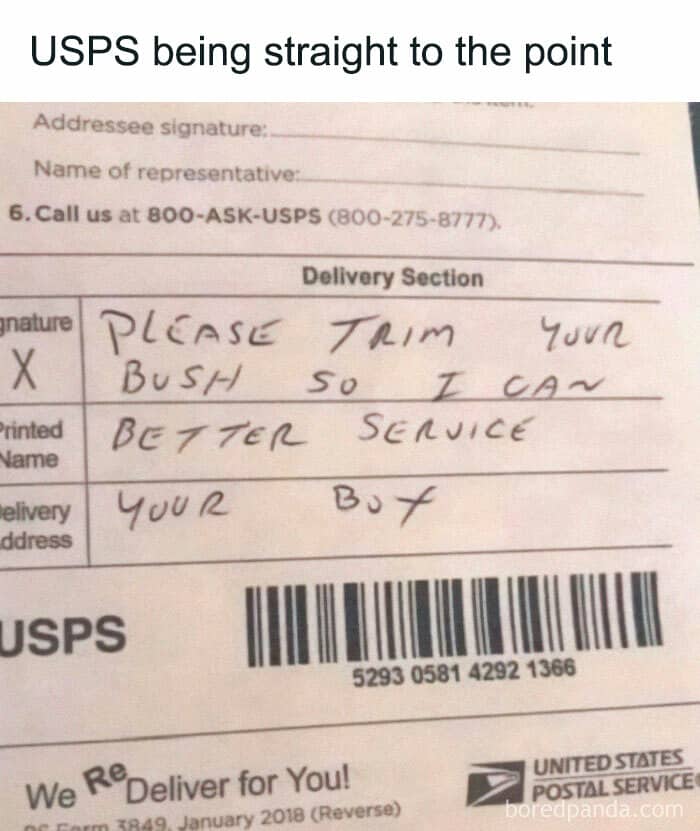 USPS being straight to the point
Addressee signature:
Name of representative:
6. Call us at 800-ASK-USPS (800-275-8777).
Delivery Section
gnature
X
PLEASE TRIM YOUR
BUSH SO I CAN
Printed
Name
BETTER SERVICE
elivery
ddress
YOUR BOX
USPS
5293 0581 4292 1366
We ReDeliver for You!
UNITED STATES
POSTAL SERVICE
PS Form 3849, January 2018 (Reverse)
boredpanda.com